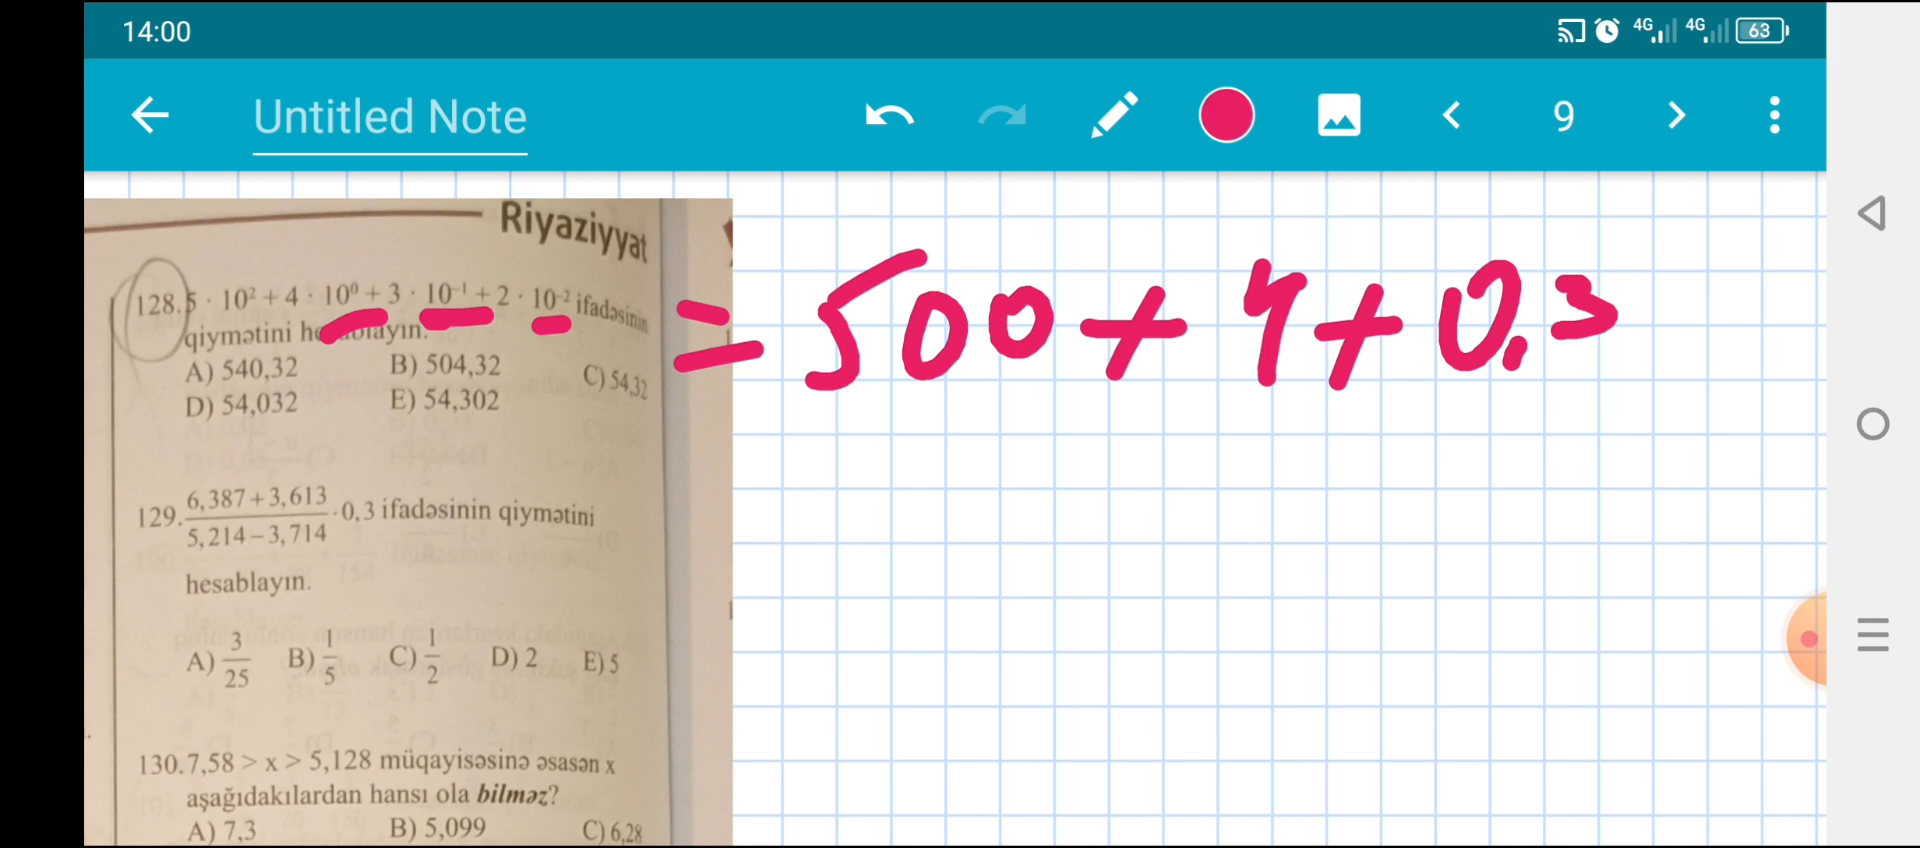 14:00
4G 4G 63
Untitled Note
9
Riyaziyyat
128. 5 · 10² + 4 · 10⁰ + 3 · 10⁻¹ + 2 · 10⁻² ifadəsinin
qiymətini
A) 540,32 B) 504,32 C) 54,32
D) 54,032 E) 54,302
= 500 + 4 + 0.3
129. (6,387+3,613)/(5,214–3,714) · 0,3 ifadəsinin qiymətini
hesablayın.
A) 3/25 B) 1/5 C) 1/2 D) 2 E) 5
130. 7,58 > x > 5,128 müqayisəsinə əsasən x
aşağıdakılardan hansı ola bilməz?
A) 7,3 B) 5,099 C) 6,28